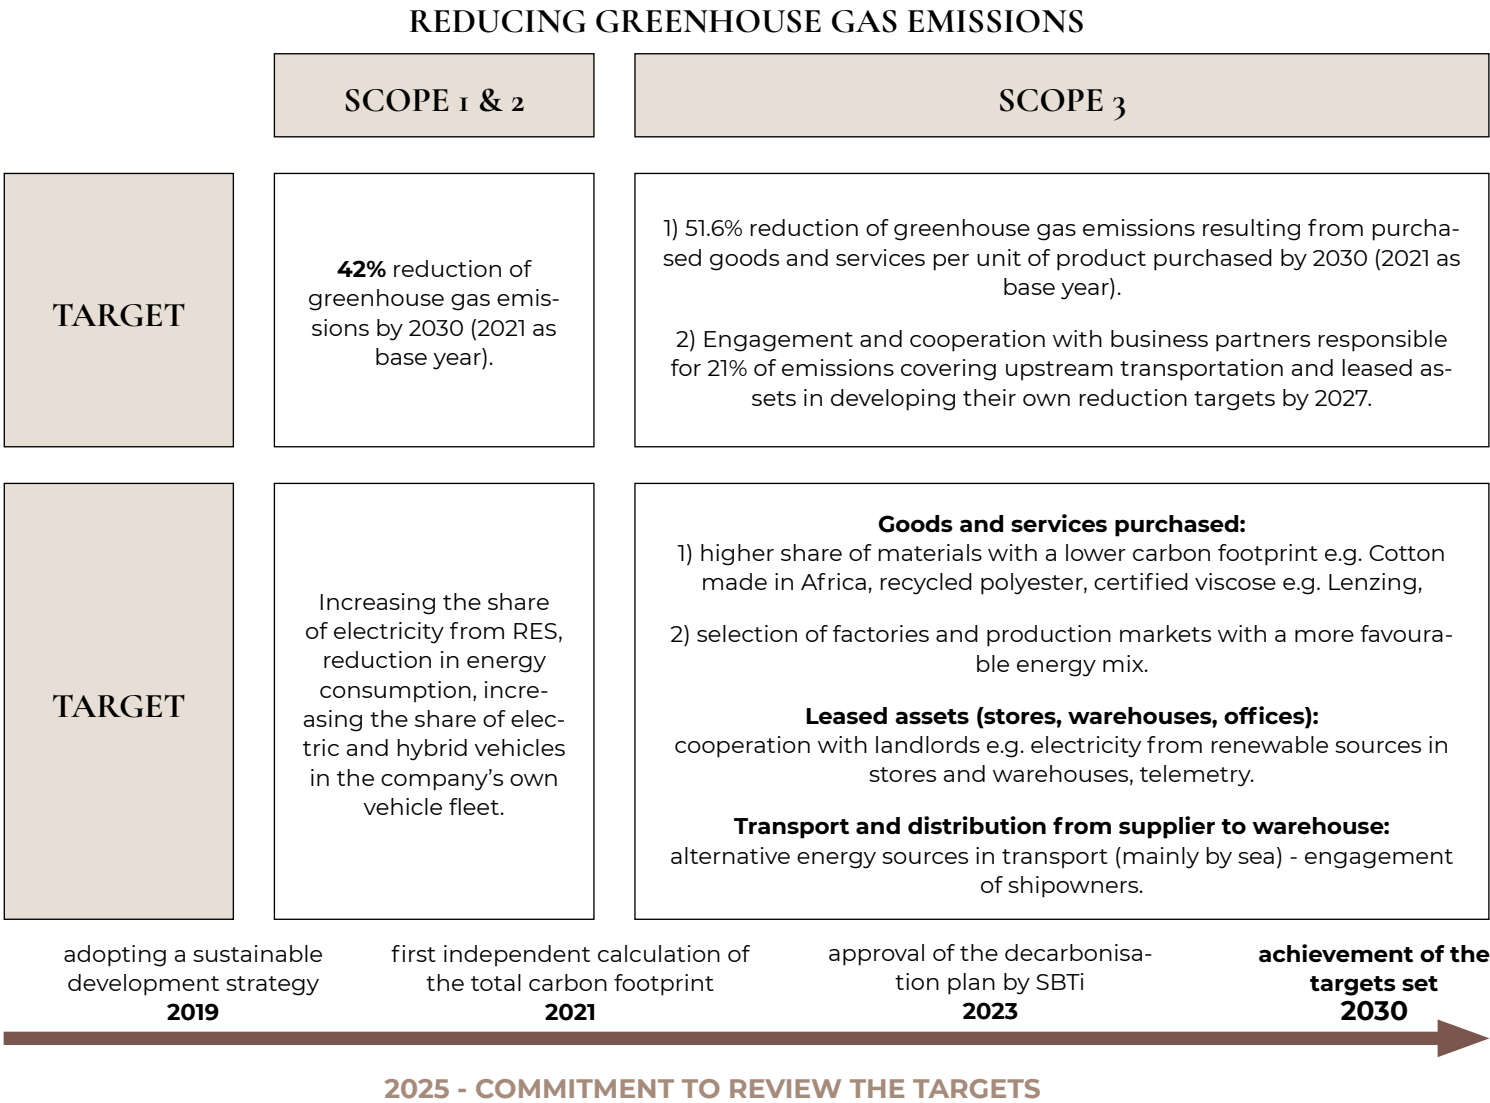 REDUCING GREENHOUSE GAS EMISSIONS
SCOPE 1 & 2
SCOPE 3
TARGET
42% reduction of
greenhouse gas emis-
sions by 2030 (2021 as
base year).
1) 51.6% reduction of greenhouse gas emissions resulting from purcha-
sed goods and services per unit of product purchased by 2030 (2021 as
base year).
2) Engagement and cooperation with business partners responsible
for 21% of emissions covering upstream transportation and leased as-
sets in developing their own reduction targets by 2027.
TARGET
Increasing the share
of electricity from RES,
reduction in energy
consumption, incre-
asing the share of elec-
tric and hybrid vehicles
in the company's own
vehicle fleet.
Goods and services purchased:
1) higher share of materials with a lower carbon footprint e.g. Cotton
made in Africa, recycled polyester, certified viscose e.g. Lenzing,
2) selection of factories and production markets with a more favoura-
ble energy mix.
Leased assets (stores, warehouses, offices):
cooperation with landlords e.g. electricity from renewable sources in
stores and warehouses, telemetry.
Transport and distribution from supplier to warehouse:
alternative energy sources in transport (mainly by sea) - engagement
of shipowners.
adopting a sustainable
development strategy
2019
first independent calculation of
the total carbon footprint
2021
approval of the decarbonisa-
tion plan by SBTi
2023
achievement of the
targets set
2030
2025 - COMMITMENT TO REVIEW THE TARGETS